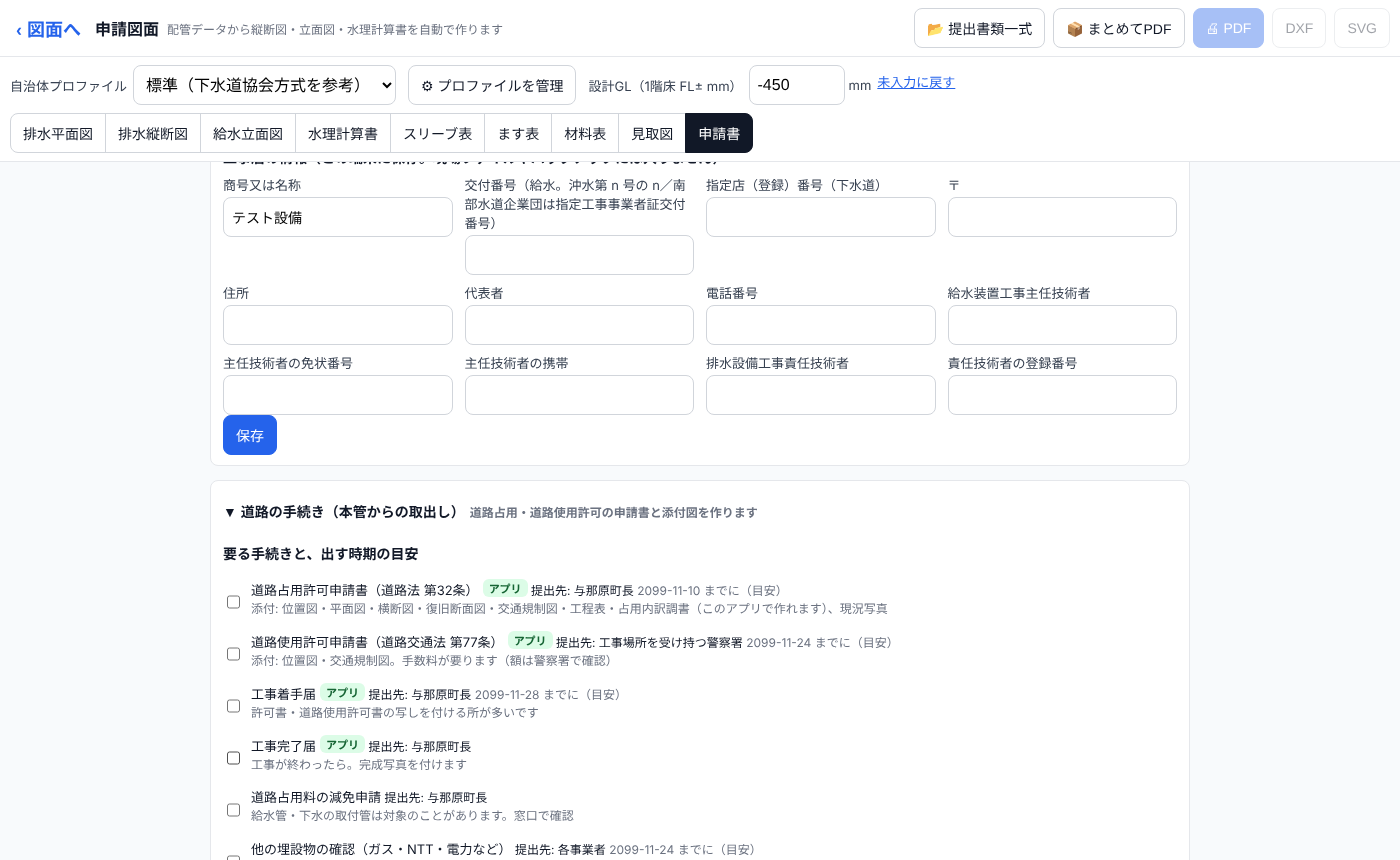 ‹ 図面へ 申請図面 配管データから縦断図・立面図・水理計算書を自動で作ります 📂 提出書類一式 📦 まとめてPDF 🖨 PDF DXF SVG
自治体プロファイル 標準（下水道協会方式を参考） ⚙ プロファイルを管理 設計GL（1階床 FL± mm） -450 mm 未入力に戻す
排水平面図 排水縦断図 給水立面図 水理計算書 スリーブ表 ます表 材料表 見取図 申請書
商号又は名称
テスト設備
交付番号（給水。沖水第 n 号の n／南
部水道企業団は指定工事事業者証交付
番号）
指定店（登録）番号（下水道）
〒
住所 代表者 電話番号 給水装置工事主任技術者
主任技術者の免状番号 主任技術者の携帯 排水設備工事責任技術者 責任技術者の登録番号
保存
▼ 道路の手続き（本管からの取出し） 道路占用・道路使用許可の申請書と添付図を作ります
要る手続きと、出す時期の目安
道路占用許可申請書（道路法 第32条） アプリ 提出先: 与那原町長 2099-11-10 までに（目安）
添付: 位置図・平面図・横断図・復旧断面図・交通規制図・工程表・占用内訳調書（このアプリで作れます）、現況写真
道路使用許可申請書（道路交通法 第77条） アプリ 提出先: 工事場所を受け持つ警察署 2099-11-24 までに（目安）
添付: 位置図・交通規制図。手数料が要ります（額は警察署で確認）
工事着手届 アプリ 提出先: 与那原町長 2099-11-28 までに（目安）
許可書・道路使用許可書の写しを付ける所が多いです
工事完了届 アプリ 提出先: 与那原町長
工事が終わったら。完成写真を付けます
道路占用料の減免申請 提出先: 与那原町長
給水管・下水の取付管は対象のことがあります。窓口で確認
他の埋設物の確認（ガス・NTT・電力など） 提出先: 各事業者 2099-11-24 までに（目安）